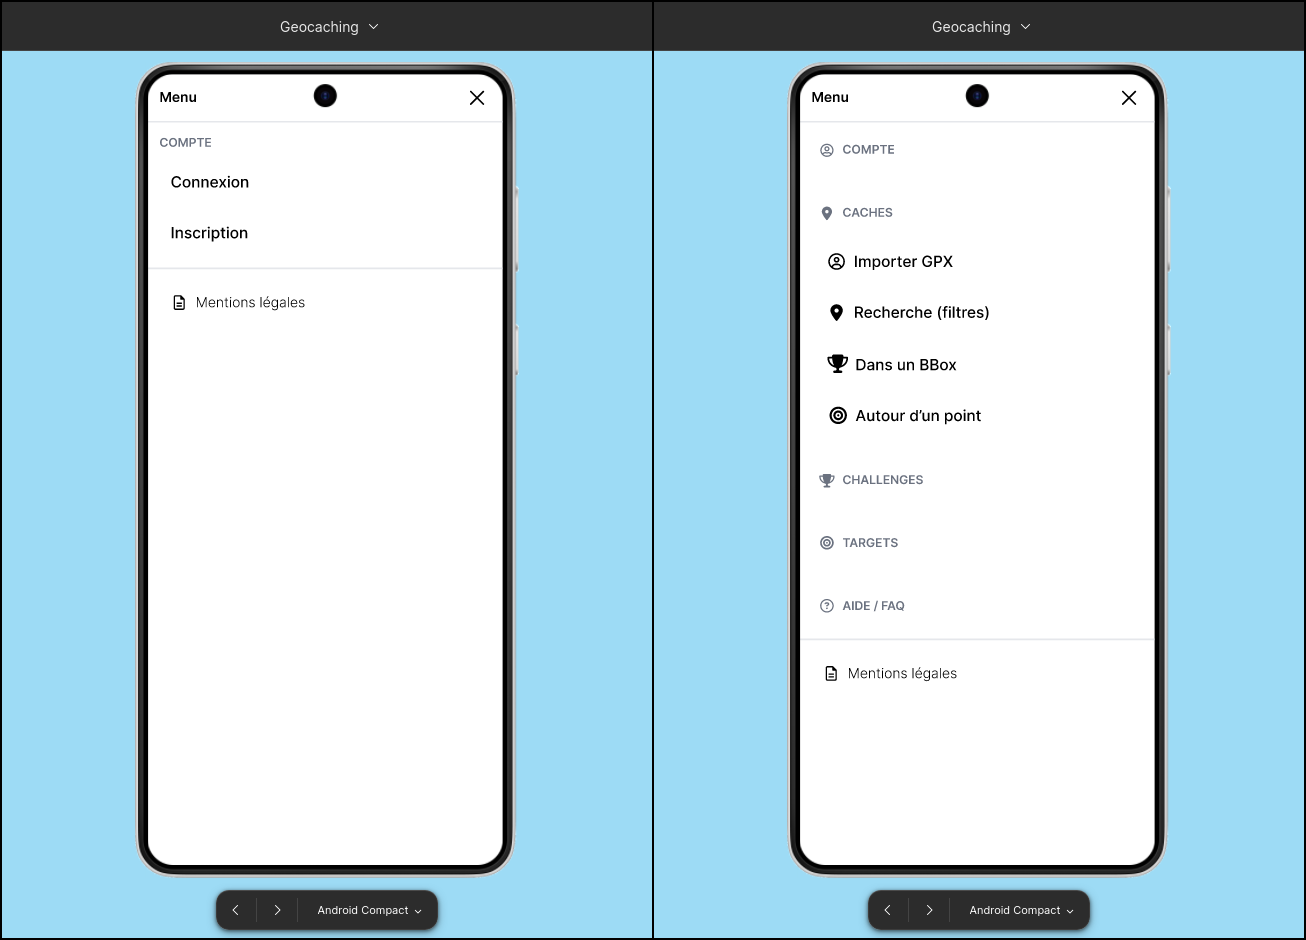 Geocaching
Menu
COMPTE
Connexion
Inscription
Mentions légales
Android Compact
Geocaching
Menu
COMPTE
CACHES
Importer GPX
Recherche (filtres)
Dans un BBox
Autour d’un point
CHALLENGES
TARGETS
AIDE / FAQ
Mentions légales
Android Compact